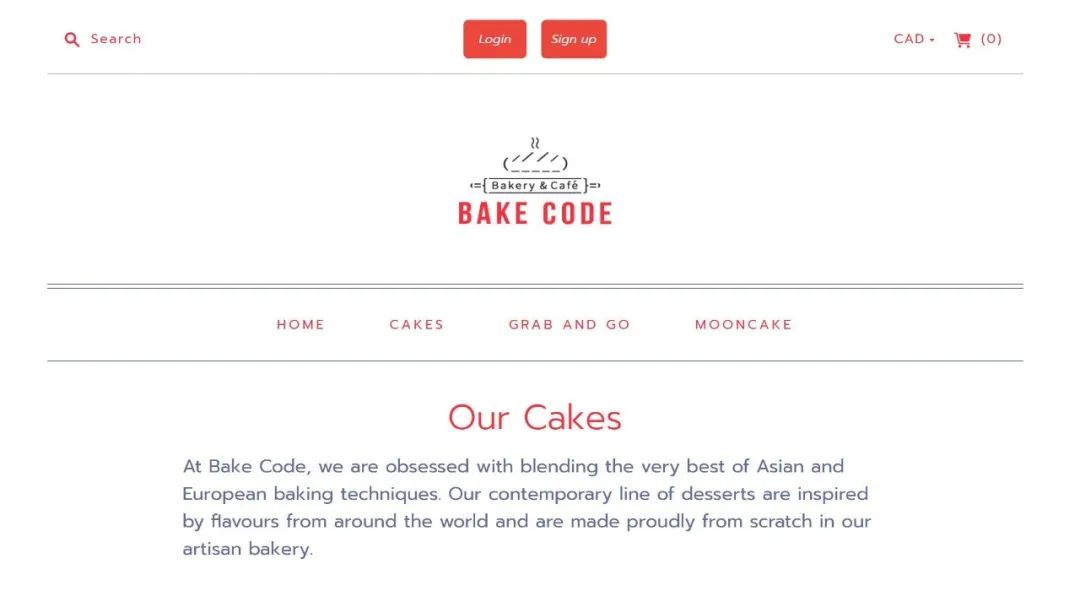 Search
Login
Sign up
CAD
(0)
Bakery & Café
BAKE CODE
HOME
CAKES
GRAB AND GO
MOONCAKE
Our Cakes
At Bake Code, we are obsessed with blending the very best of Asian and
European baking techniques. Our contemporary line of desserts are inspired
by flavours from around the world and are made proudly from scratch in our
artisan bakery.